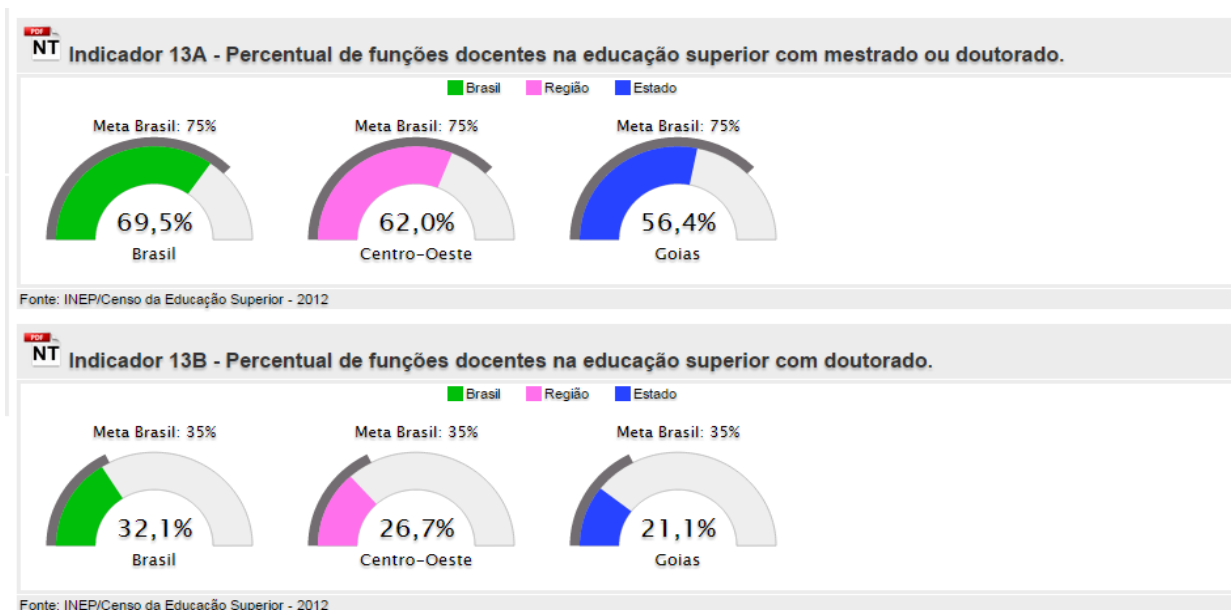 PDF
NT Indicador 13A - Percentual de funções docentes na educação superior com mestrado ou doutorado.
Brasil Região Estado
Meta Brasil: 75% Meta Brasil: 75% Meta Brasil: 75%
69,5% 62,0% 56,4%
Brasil Centro-Oeste Goias
Fonte: INEP/Censo da Educação Superior - 2012
PDF
NT Indicador 13B - Percentual de funções docentes na educação superior com doutorado.
Brasil Região Estado
Meta Brasil: 35% Meta Brasil: 35% Meta Brasil: 35%
32,1% 26,7% 21,1%
Brasil Centro-Oeste Goias
Fonte: INEP/Censo da Educação Superior - 2012